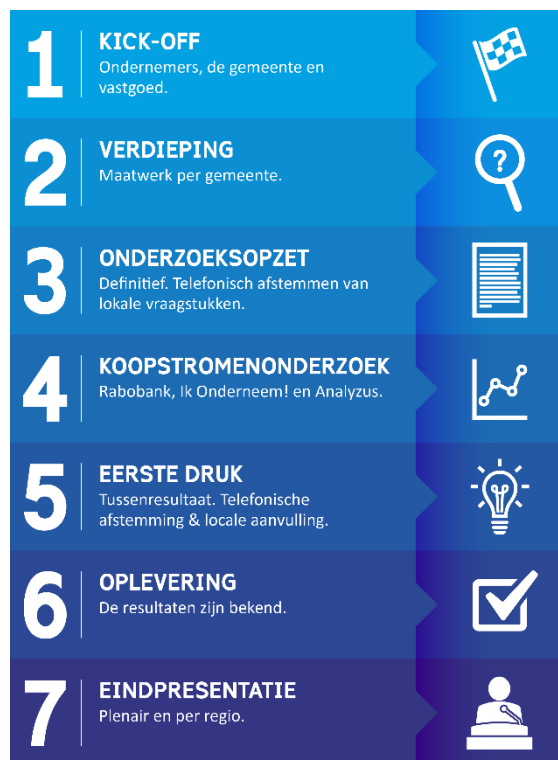 1
KICK-OFF
Ondernemers, de gemeente en
vastgoed.
2
VERDIEPING
Maatwerk per gemeente.
?
3
ONDERZOEKSOPZET
Definitief. Telefonisch afstemmen van
lokale vraagstukken.
4
KOOPSTROMENONDERZOEK
Rabobank, Ik Onderneem! en Analyzus.
5
EERSTE DRUK
Tussenresultaat. Telefonische
afstemming & locale aanvulling.
6
OPLEVERING
De resultaten zijn bekend.
7
EINDPRESENTATIE
Plenair en per regio.